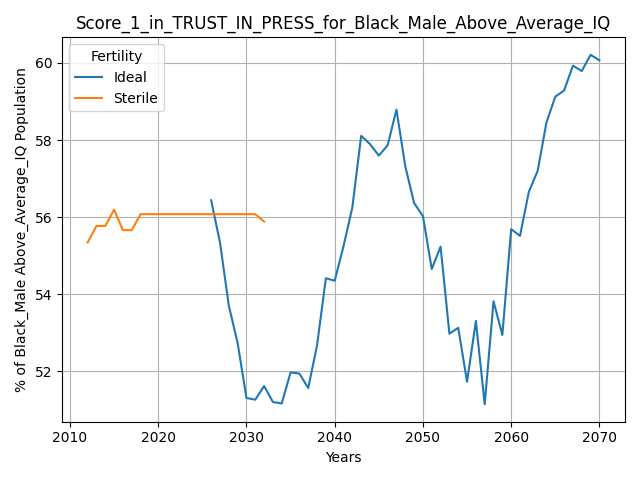 Score_1_in_TRUST_IN_PRESS_for_Black_Male_Above_Average_IQ
% of Black_Male Above_Average_IQ Population
60
58
56
54
52
Fertility
Ideal
Sterile
2010 2020 2030 2040 2050 2060 2070
Years